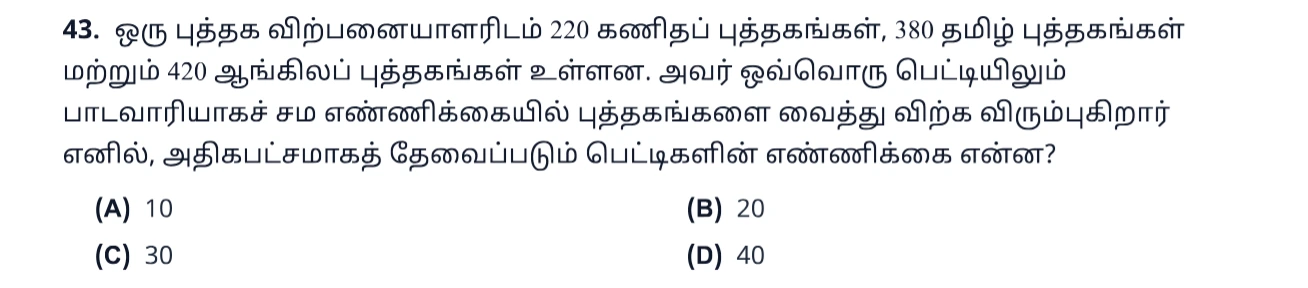 43. ஒரு புத்தக விற்பனையாளரிடம் 220 கணிதப் புத்தகங்கள், 380 தமிழ் புத்தகங்கள்
மற்றும் 420 ஆங்கிலப் புத்தகங்கள் உள்ளன. அவர் ஒவ்வொரு பெட்டியிலும்
பாடவாரியாகச் சம எண்ணிக்கையில் புத்தகங்களை வைத்து விற்க விரும்புகிறார்
எனில், அதிகபட்சமாகத் தேவைப்படும் பெட்டிகளின் எண்ணிக்கை என்ன?
(A) 10 (B) 20
(C) 30 (D) 40